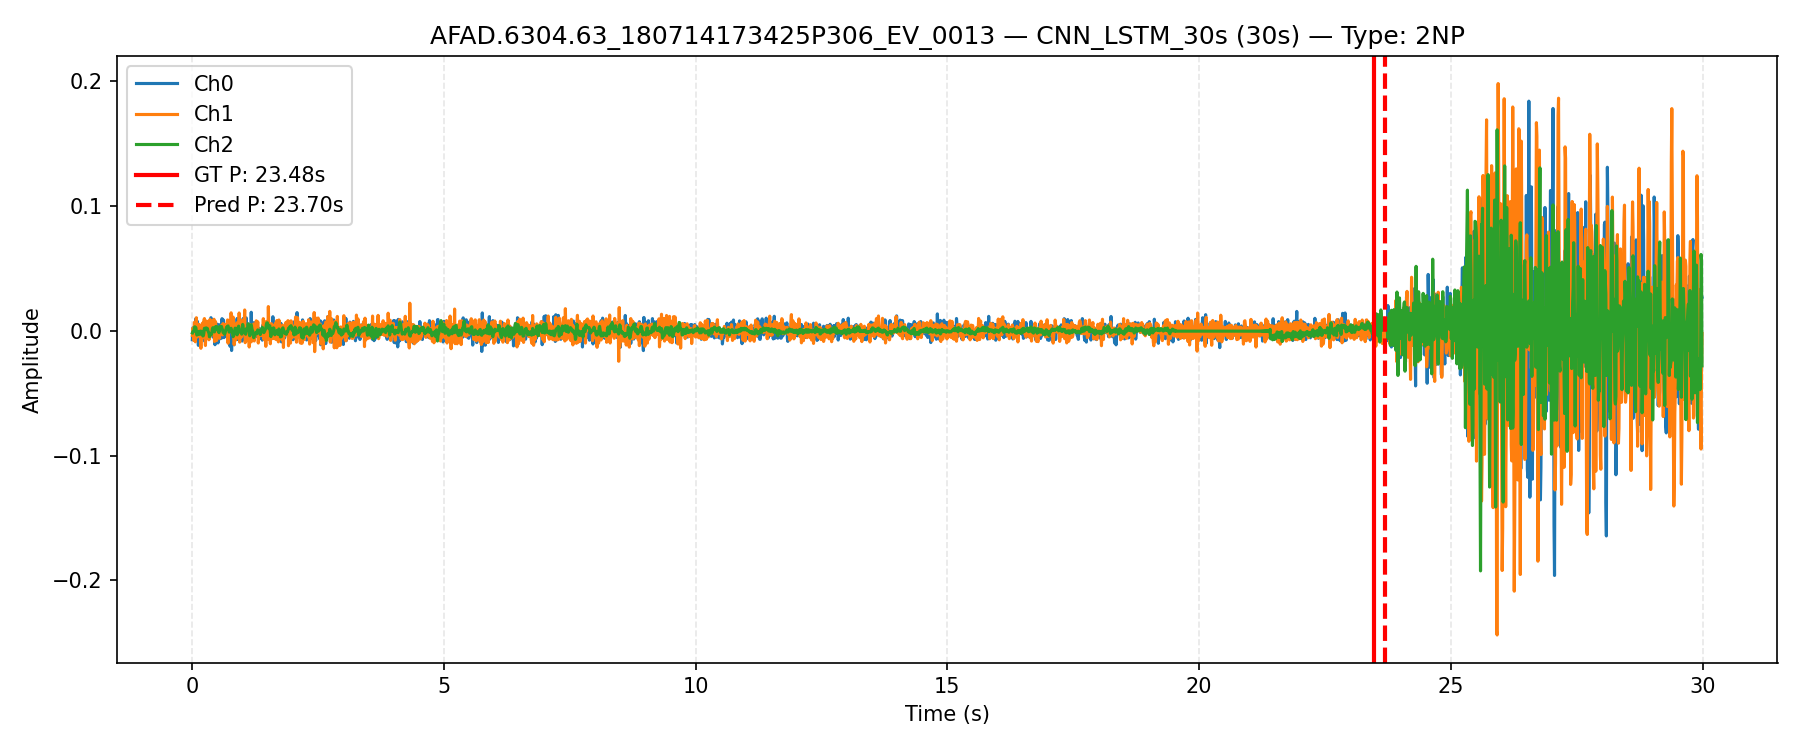 AFAD.6304.63_180714173425P306_EV_0013 — CNN_LSTM_30s (30s) — Type: 2NP
Ch0
Ch1
Ch2
GT P: 23.48s
Pred P: 23.70s
0.2
0.1
0.0
−0.1
−0.2
Amplitude
0 5 10 15 20 25 30
Time (s)